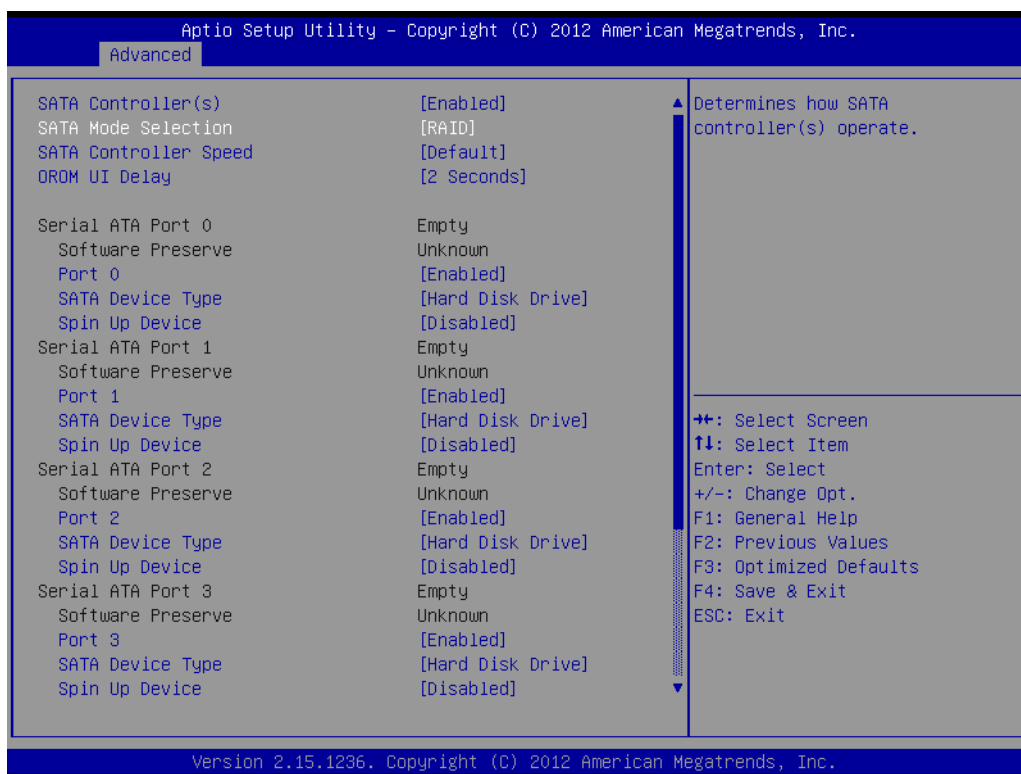 Aptio Setup Utility – Copyright (C) 2012 American Megatrends, Inc.
Advanced
SATA Controller(s) [Enabled]
SATA Mode Selection [RAID]
SATA Controller Speed [Default]
OROM UI Delay [2 Seconds]
Serial ATA Port 0 Empty
Software Preserve Unknown
Port 0 [Enabled]
SATA Device Type [Hard Disk Drive]
Spin Up Device [Disabled]
Serial ATA Port 1 Empty
Software Preserve Unknown
Port 1 [Enabled]
SATA Device Type [Hard Disk Drive]
Spin Up Device [Disabled]
Serial ATA Port 2 Empty
Software Preserve Unknown
Port 2 [Enabled]
SATA Device Type [Hard Disk Drive]
Spin Up Device [Disabled]
Serial ATA Port 3 Empty
Software Preserve Unknown
Port 3 [Enabled]
SATA Device Type [Hard Disk Drive]
Spin Up Device [Disabled]
Determines how SATA
controller(s) operate.
→←: Select Screen
↑↓: Select Item
Enter: Select
+/-: Change Opt.
F1: General Help
F2: Previous Values
F3: Optimized Defaults
F4: Save & Exit
ESC: Exit
Version 2.15.1236. Copyright (C) 2012 American Megatrends, Inc.